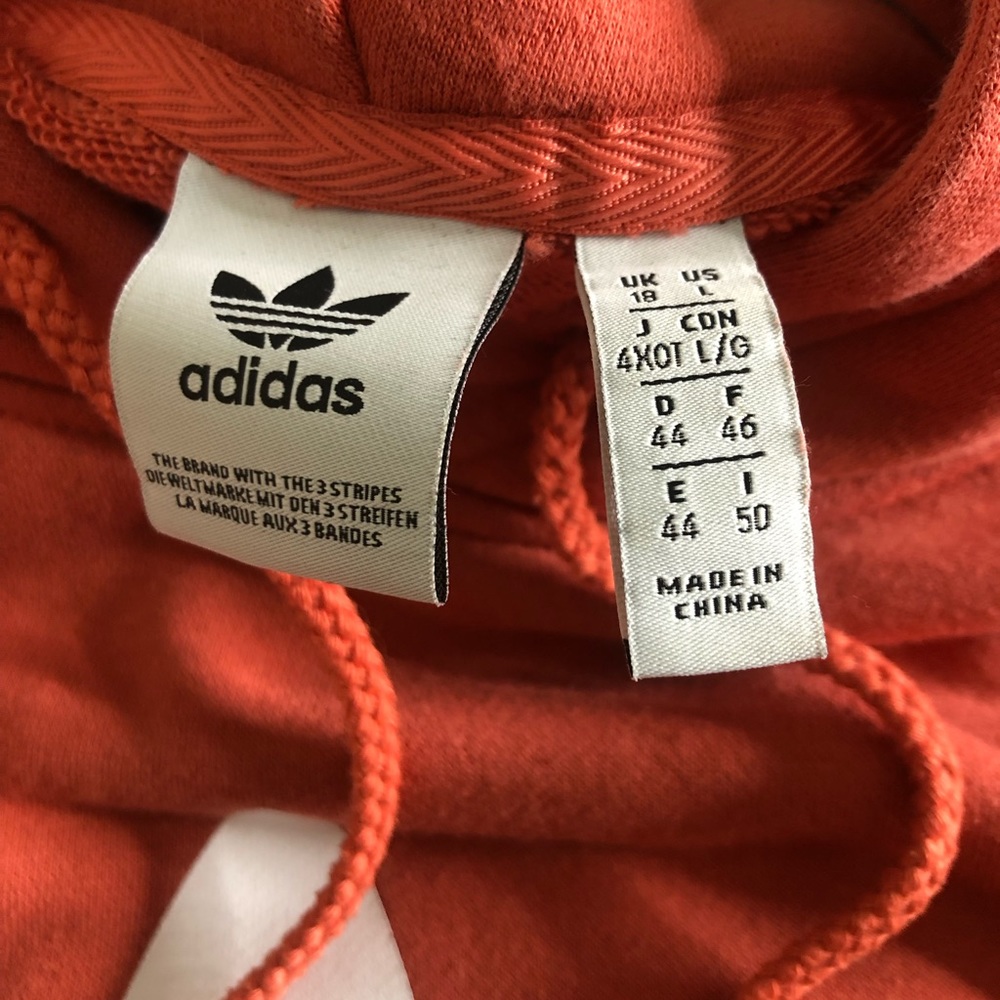 adidas
THE BRAND WITH THE 3 STRIPES
DIE WELTMARKE MIT DEN 3 STREIFEN
LA MARQUE AUX 3 BANDES
UK US
18 L
J CDN
4XOT L/G
D F
44 46
E I
44 50
MADE IN
CHINA